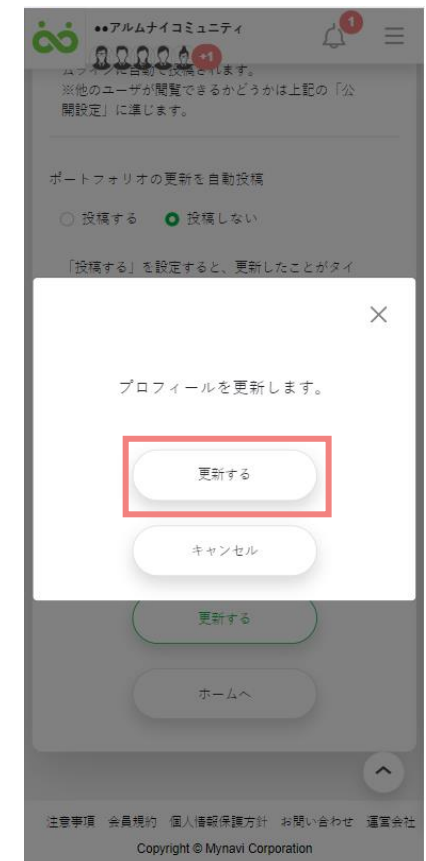 ●●アルムナイコミュニティ
1
+1
ムラインに自動で投稿されます。
※他のユーザが閲覧できるかどうかは上記の「公
開設定」に準じます。
ポートフォリオの更新を自動投稿
投稿する 投稿しない
「投稿する」を設定すると、更新したことがタイ
プロフィールを更新します。
更新する
キャンセル
更新する
ホームへ
注意事項 会員規約 個人情報保護方針 お問い合わせ 運営会社
Copyright © Mynavi Corporation